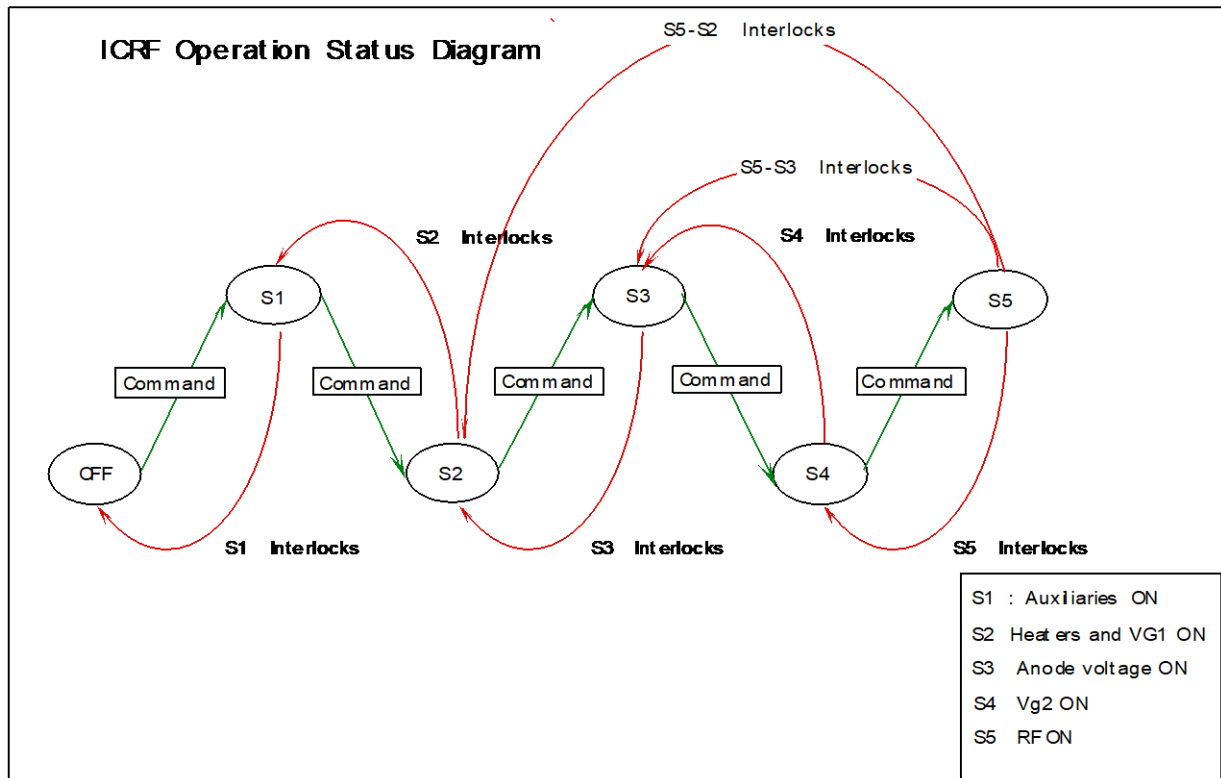 ICRF Operation Status Diagram
S5-S2 Interlocks
S5-S3 Interlocks
S2 Interlocks
S4 Interlocks
S1
S3
S5
Command
Command
Command
Command
Command
OFF
S2
S4
S1 Interlocks
S3 Interlocks
S5 Interlocks
S1 : Auxiliaries ON
S2 Heaters and VG1 ON
S3 Anode voltage ON
S4 Vg2 ON
S5 RF ON